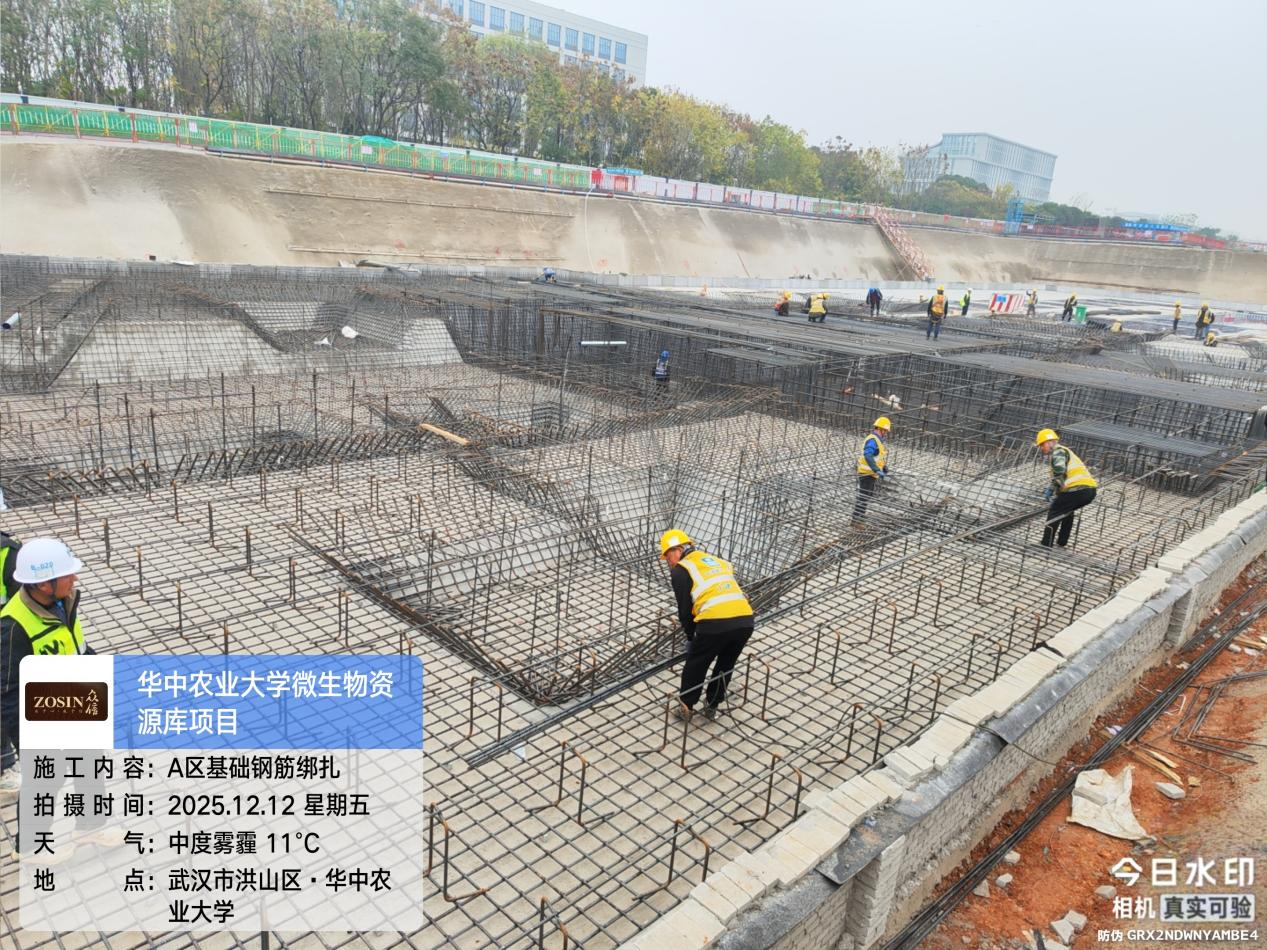 华中农业大学微生物资
源库项目
ZOSIN 众信
施工内容：A区基础钢筋绑扎
拍摄时间：2025.12.12 星期五
天气：中度雾霾 11°C
地点：武汉市洪山区·华中农
业大学
今日水印
相机 真实可验
防伪 GRX2NDWNYAMBE4